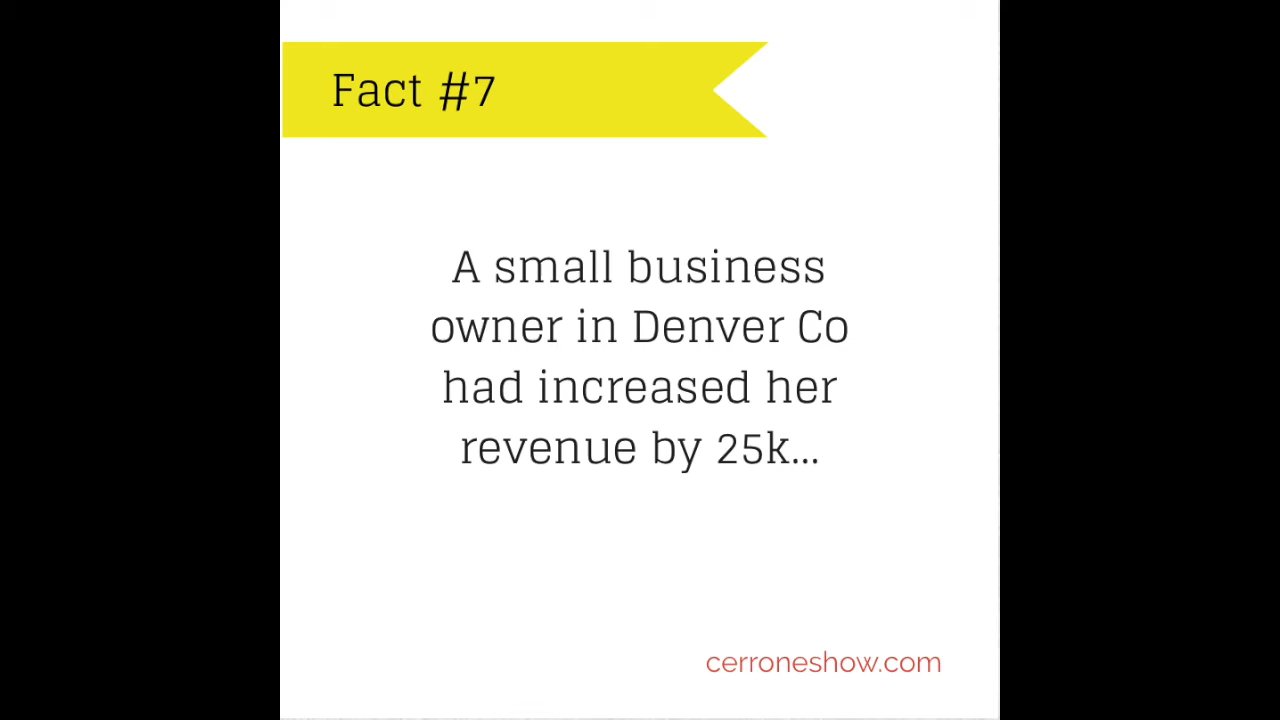 Fact #7
A small business
owner in Denver Co
had increased her
revenue by 25k...
cerroneshow.com